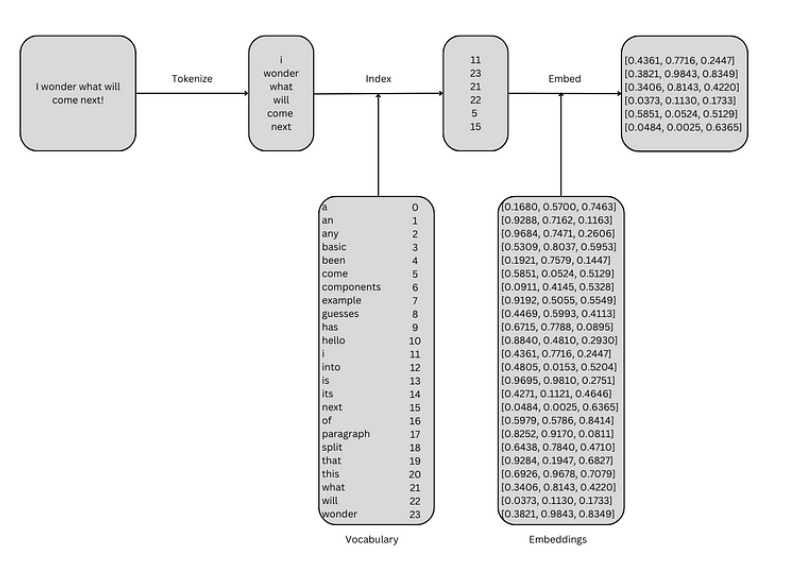 I wonder what will
come next!
Tokenize
i
wonder
what
will
come
next
Index
11
23
21
22
5
15
Embed
[0.4361, 0.7716, 0.2447]
[0.3821, 0.9843, 0.8349]
[0.3406, 0.8143, 0.4220]
[0.0373, 0.1130, 0.1733]
[0.5851, 0.0524, 0.5129]
[0.0484, 0.0025, 0.6365]
a 0
an 1
any 2
basic 3
been 4
come 5
components 6
example 7
guesses 8
has 9
hello 10
i 11
into 12
is 13
its 14
next 15
of 16
paragraph 17
split 18
that 19
this 20
what 21
will 22
wonder 23
Vocabulary
[0.1680, 0.5700, 0.7463]
[0.9288, 0.7162, 0.1163]
[0.9684, 0.7471, 0.2606]
[0.5309, 0.8037, 0.5953]
[0.1921, 0.7579, 0.1447]
[0.5851, 0.0524, 0.5129]
[0.0911, 0.4145, 0.5328]
[0.9192, 0.5055, 0.5549]
[0.4469, 0.5993, 0.4113]
[0.6715, 0.7788, 0.0895]
[0.8840, 0.4810, 0.2930]
[0.4361, 0.7716, 0.2447]
[0.4805, 0.0153, 0.5204]
[0.9695, 0.9810, 0.2751]
[0.4271, 0.1121, 0.4646]
[0.0484, 0.0025, 0.6365]
[0.5979, 0.5786, 0.8414]
[0.8252, 0.9170, 0.0811]
[0.6438, 0.7840, 0.4710]
[0.9284, 0.1947, 0.6827]
[0.6926, 0.9678, 0.7079]
[0.3406, 0.8143, 0.4220]
[0.0373, 0.1130, 0.1733]
[0.3821, 0.9843, 0.8349]
Embeddings